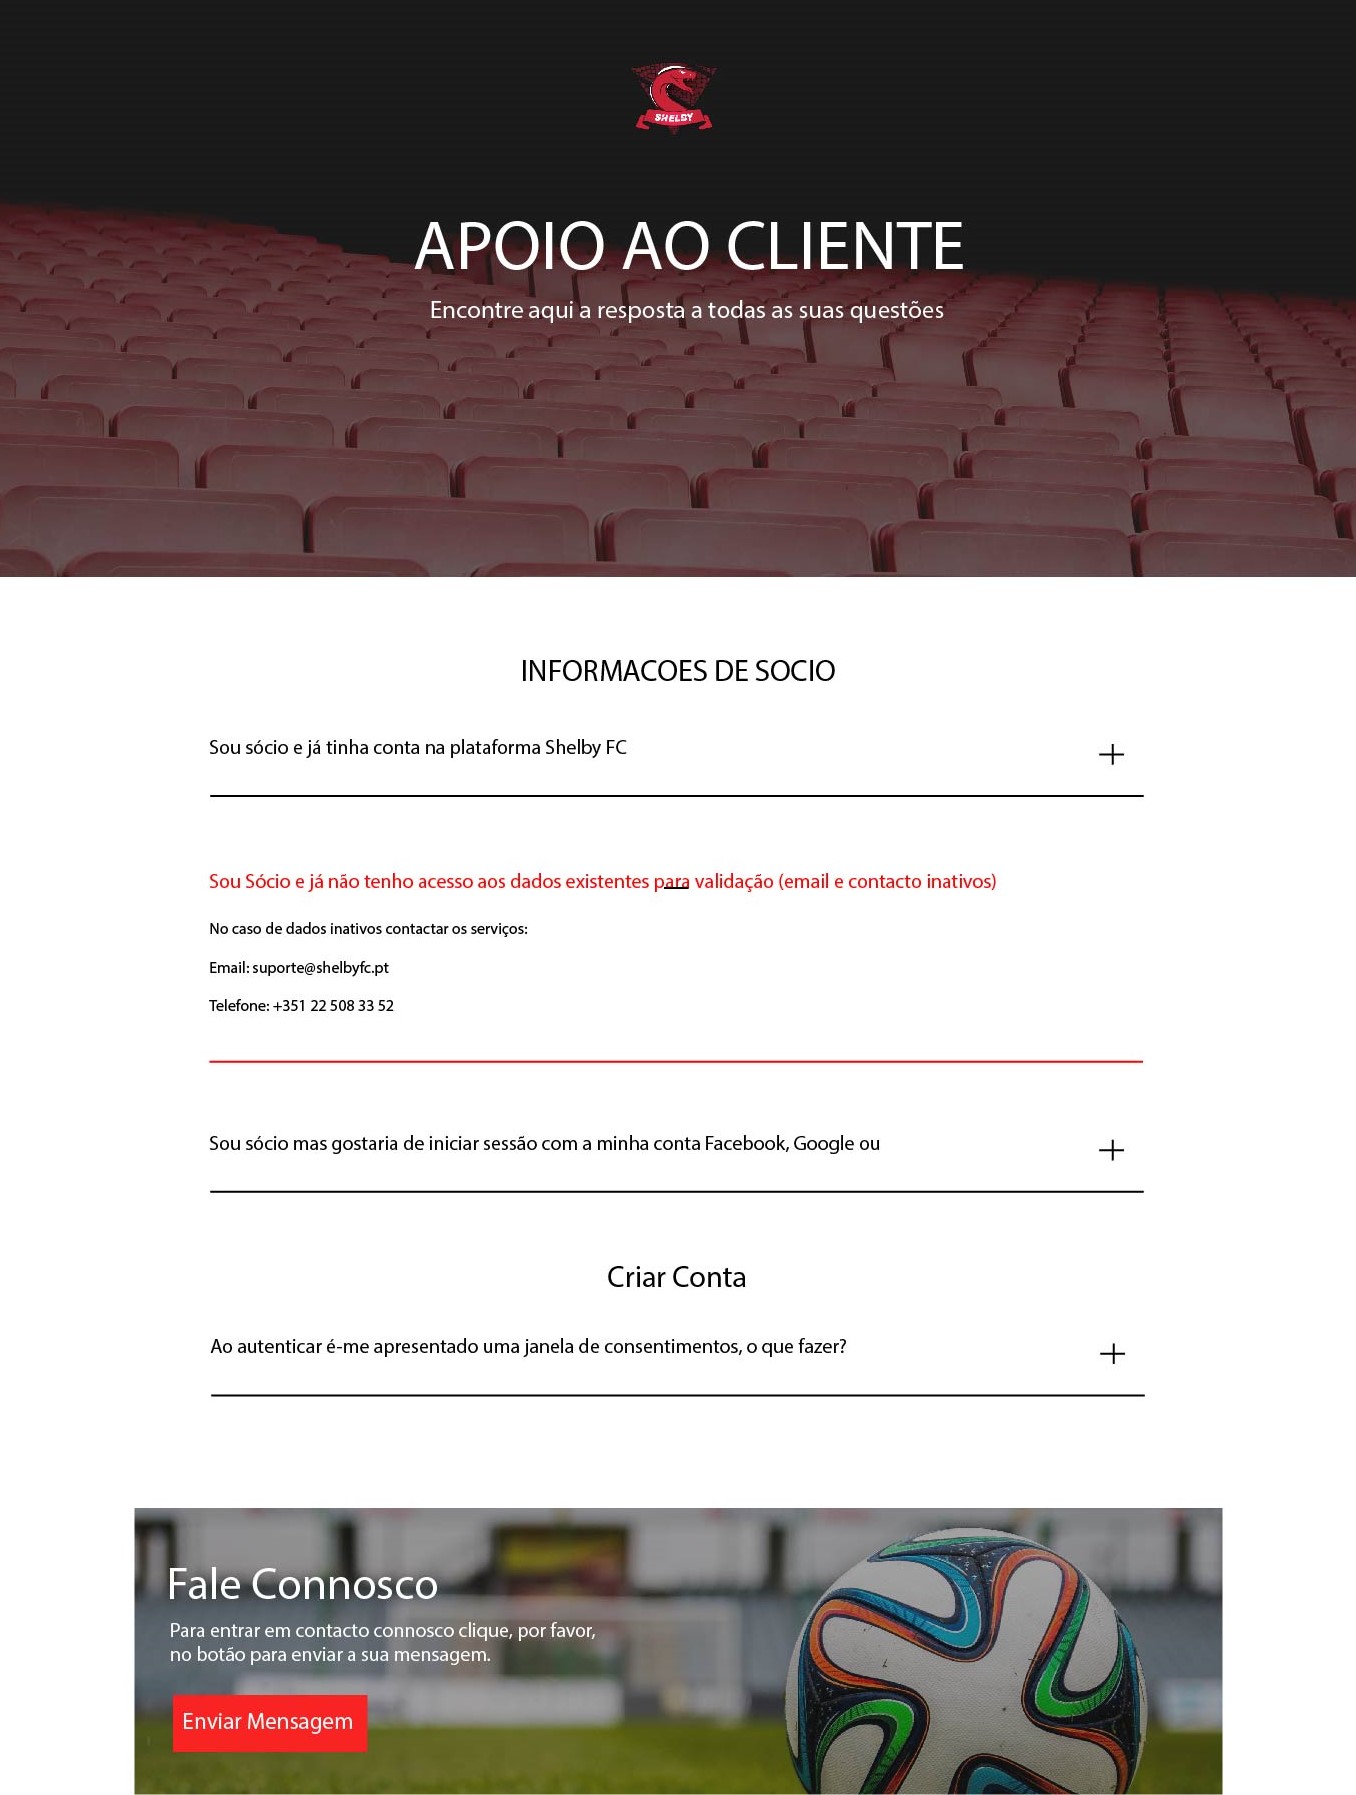 SHELBY
APOIO AO CLIENTE
Encontre aqui a resposta a todas as suas questões
INFORMACOES DE SOCIO
Sou sócio e já tinha conta na plataforma Shelby FC
Sou Sócio e já não tenho acesso aos dados existentes para validação (email e contacto inativos)
No caso de dados inativos contactar os serviços:
Email: suporte@shelbyfc.pt
Telefone: +351 22 508 33 52
Sou sócio mas gostaria de iniciar sessão com a minha conta Facebook, Google ou
Criar Conta
Ao autenticar é-me apresentado uma janela de consentimentos, o que fazer?
Fale Connosco
Para entrar em contacto connosco clique, por favor,
no botão para enviar a sua mensagem.
Enviar Mensagem